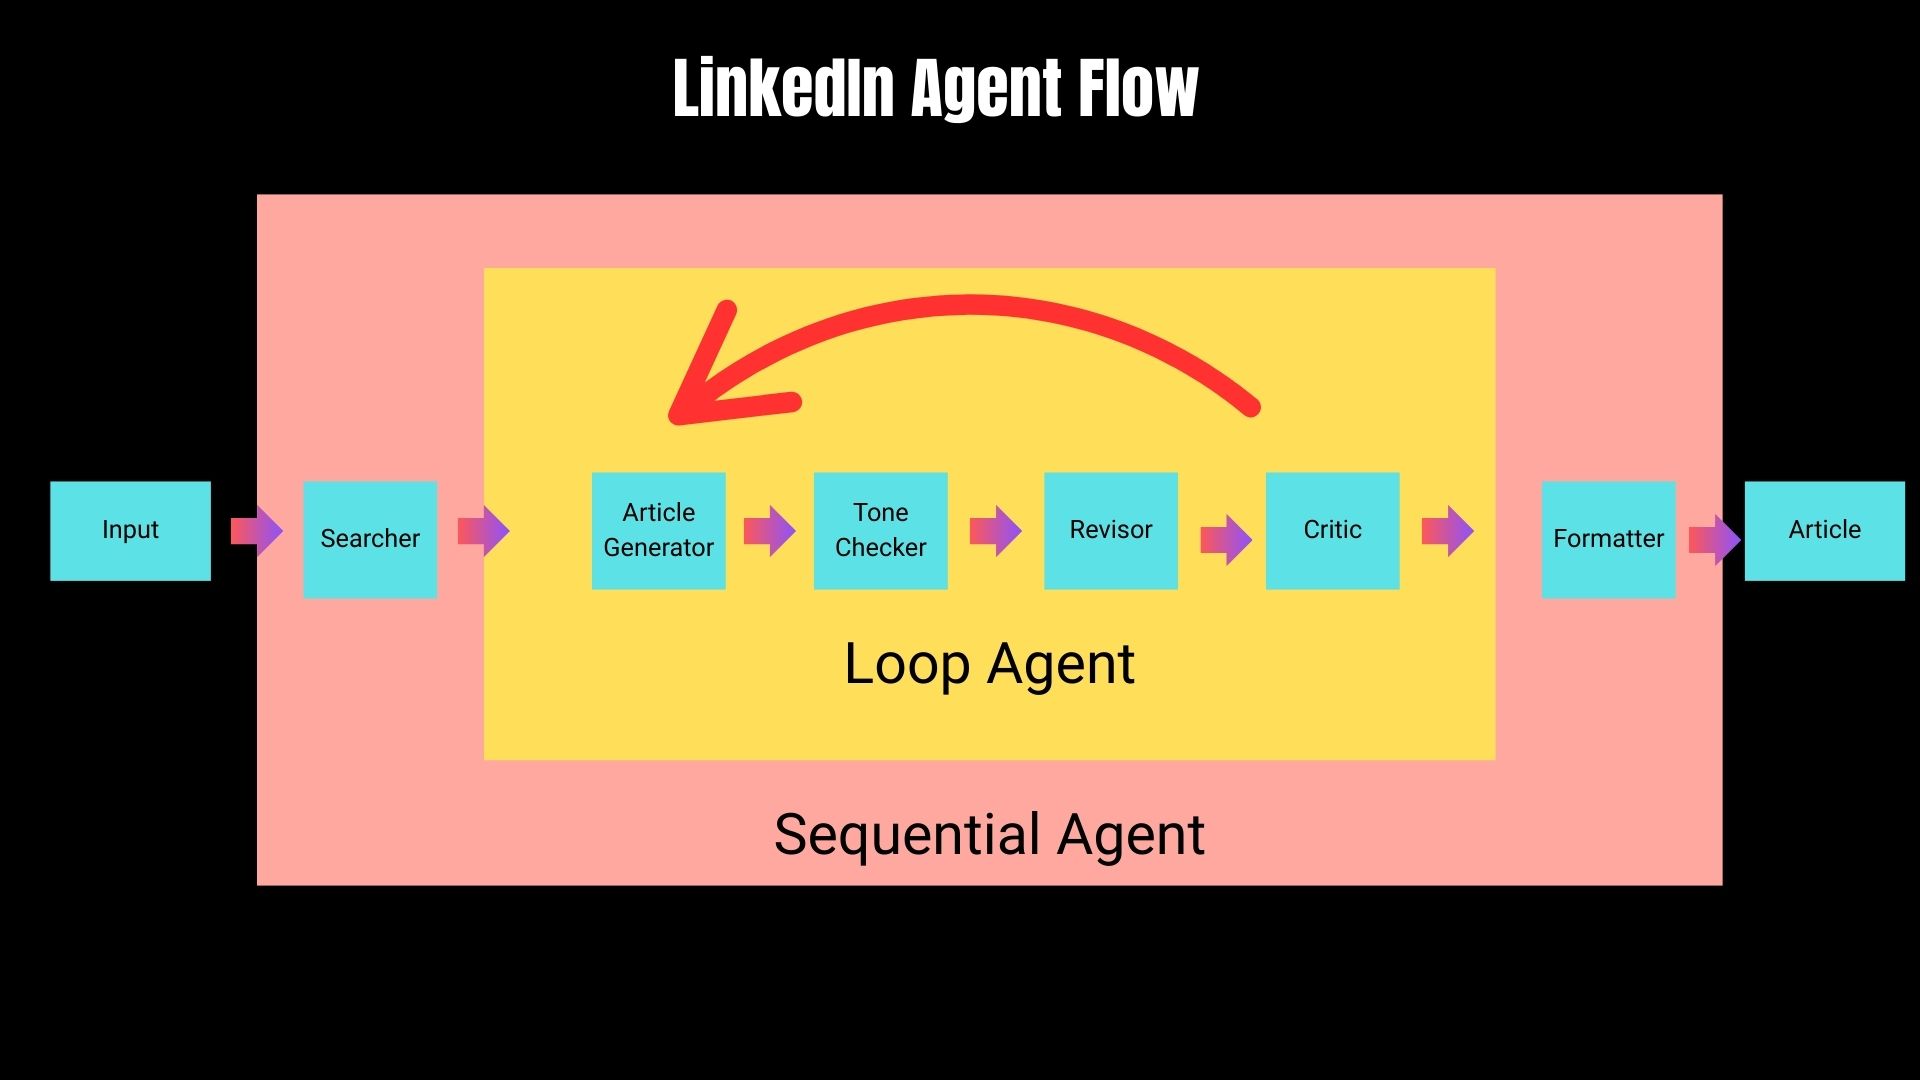 LinkedIn Agent Flow
Input
Searcher
Article
Generator
Tone
Checker
Revisor
Critic
Formatter
Article
Loop Agent
Sequential Agent